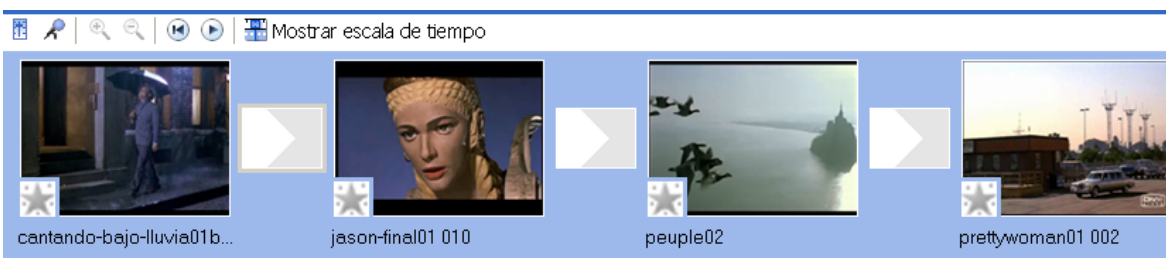 Mostrar escala de tiempo
cantando-bajo-lluvia01b...
jason-final01 010
peuple02
prettywoman01 002